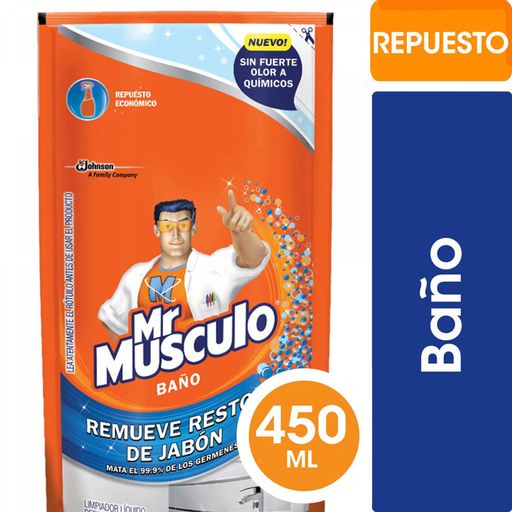 REPUESTO
¡NUEVO!
SIN FUERTE
OLOR A
QUÍMICOS
REPUESTO
ECONÓMICO
SC Johnson
A Family Company
LEA ATENTAMENTE EL RÓTULO ANTES DE USAR EL PRODUCTO
M
Mr
MUSCULO
BAÑO
REMUEVE RESTO
DE JABÓN
MATA EL 99.9% DE LOS GÉRMENES
LIMPIADOR LÍQUIDO
450
ML
Baño